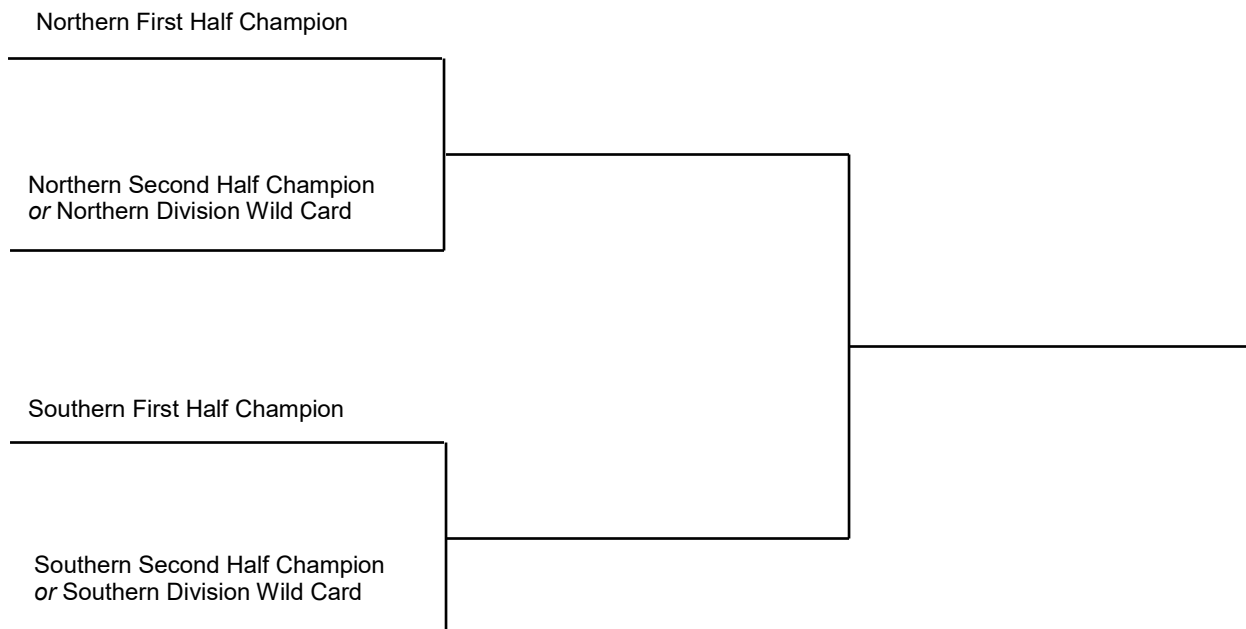 Northern First Half Champion
Northern Second Half Champion
or Northern Division Wild Card
Southern First Half Champion
Southern Second Half Champion
or Southern Division Wild Card